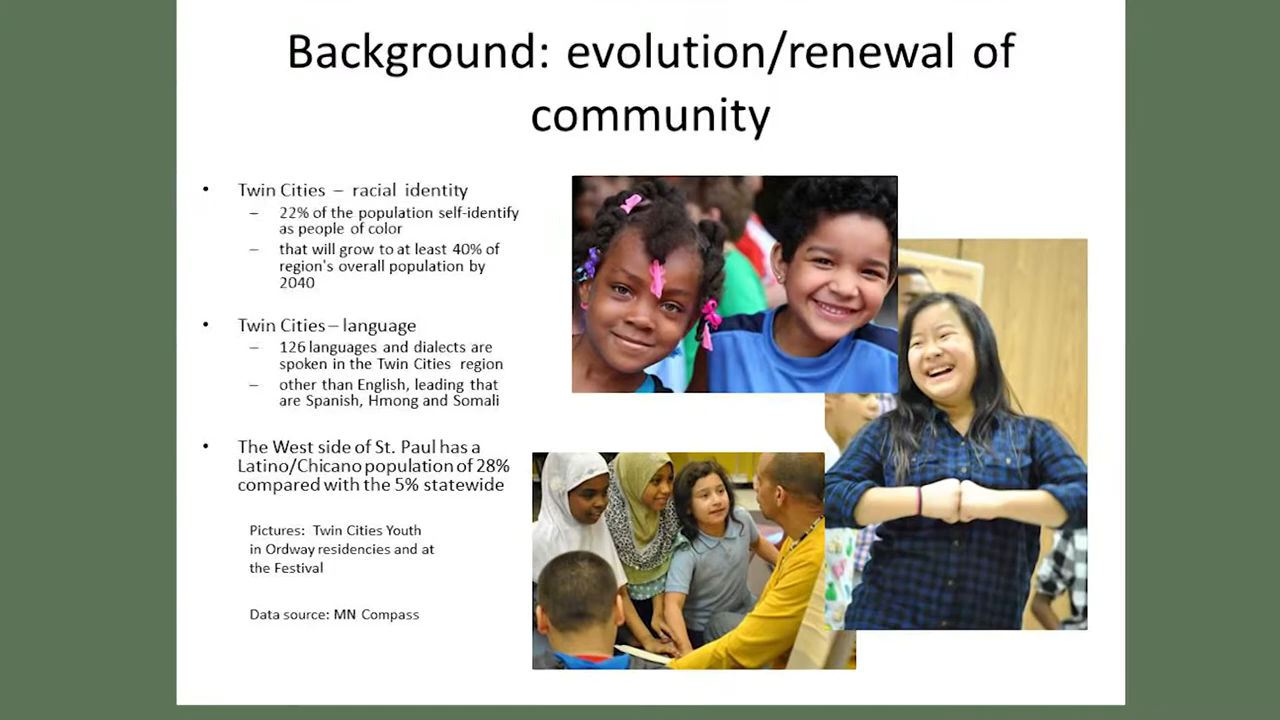 Background: evolution/renewal of
community
• Twin Cities – racial identity
– 22% of the population self-identify
as people of color
– that will grow to at least 40% of
region's overall population by
2040
• Twin Cities – language
– 126 languages and dialects are
spoken in the Twin Cities region
– other than English, leading that
are Spanish, Hmong and Somali
• The West side of St. Paul has a
Latino/Chicano population of 28%
compared with the 5% statewide
Pictures: Twin Cities Youth
in Ordway residencies and at
the Festival
Data source: MN Compass